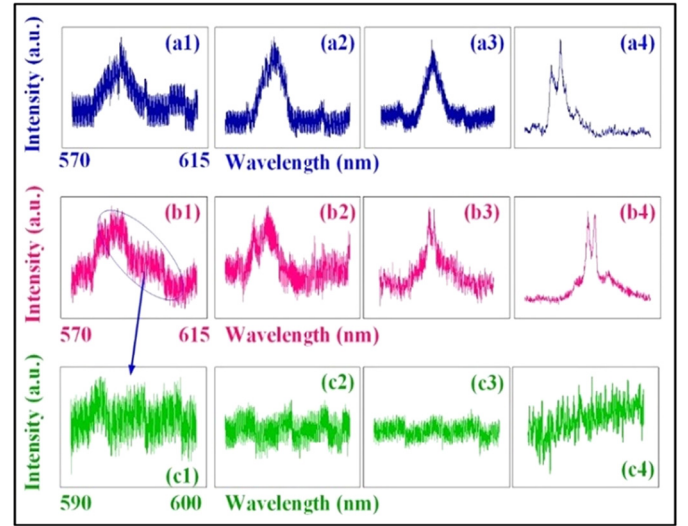 Intensity (a.u.)
(a1) (a2) (a3) (a4)
570 615 Wavelength (nm)
Intensity (a.u.)
(b1) (b2) (b3) (b4)
570 615 Wavelength (nm)
Intensity (a.u.)
(c2) (c3)
(c1) (c4)
590 600 Wavelength (nm)